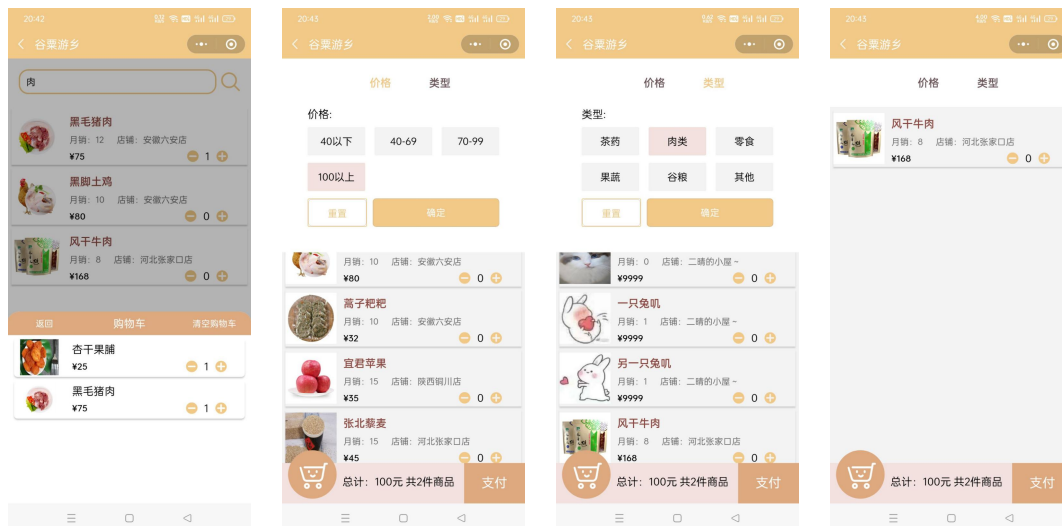 20:42
谷粟游乡
肉
黑毛猪肉
月销：12 店铺：安徽六安店
¥75
1
黑脚土鸡
月销：10 店铺：安徽六安店
¥80
0
风干牛肉
月销：8 店铺：河北张家口店
¥168
0
返回 购物车 清空购物车
杏干果脯
¥25
1
黑毛猪肉
¥75
1
20:43
谷粟游乡
价格 类型
价格:
40以下 40-69 70-99
100以上
重置 确定
月销：10 店铺：安徽六安店
¥80
0
蒿子粑粑
月销：10 店铺：安徽六安店
¥32
0
宜君苹果
月销：15 店铺：陕西铜川店
¥35
0
张北藜麦
月销：15 店铺：河北张家口店
¥45
0
总计：100元 共2件商品 支付
20:43
谷粟游乡
价格 类型
类型:
茶药 肉类 零食
果蔬 谷粮 其他
重置 确定
月销：0 店铺：二晴的小屋~
¥9999
0
一只兔叽
月销：1 店铺：二晴的小屋~
¥9999
0
另一只兔叽
月销：1 店铺：二晴的小屋~
¥9999
0
风干牛肉
月销：8 店铺：河北张家口店
¥168
0
总计：100元 共2件商品 支付
20:43
谷粟游乡
价格 类型
风干牛肉
月销：8 店铺：河北张家口店
¥168
0
总计：100元 共2件商品 支付